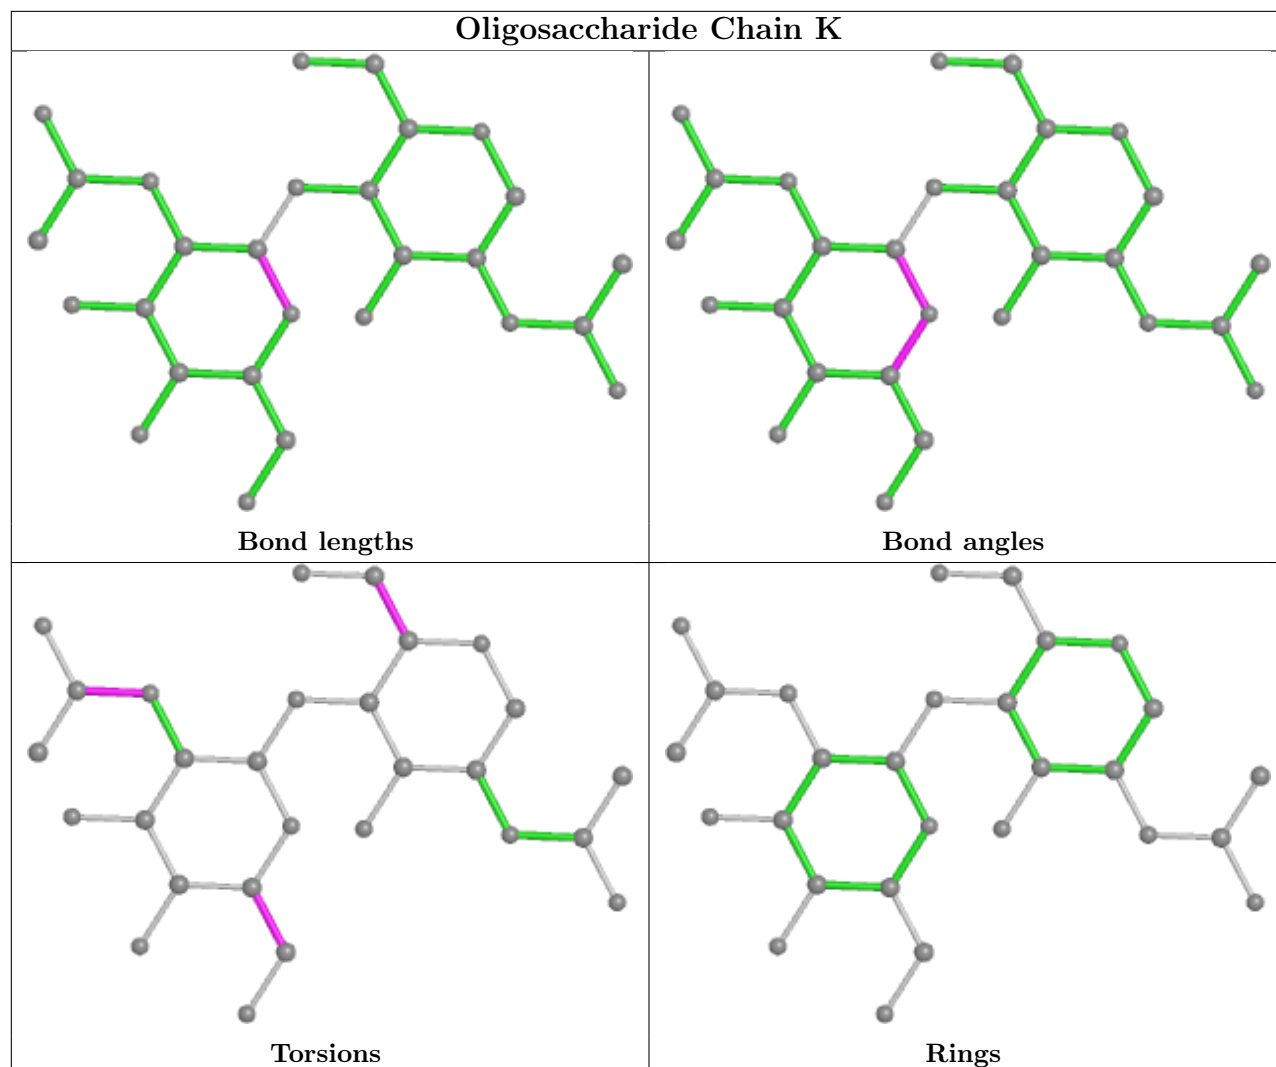 Oligosaccharide Chain K
Bond lengths
Bond angles
Torsions
Rings